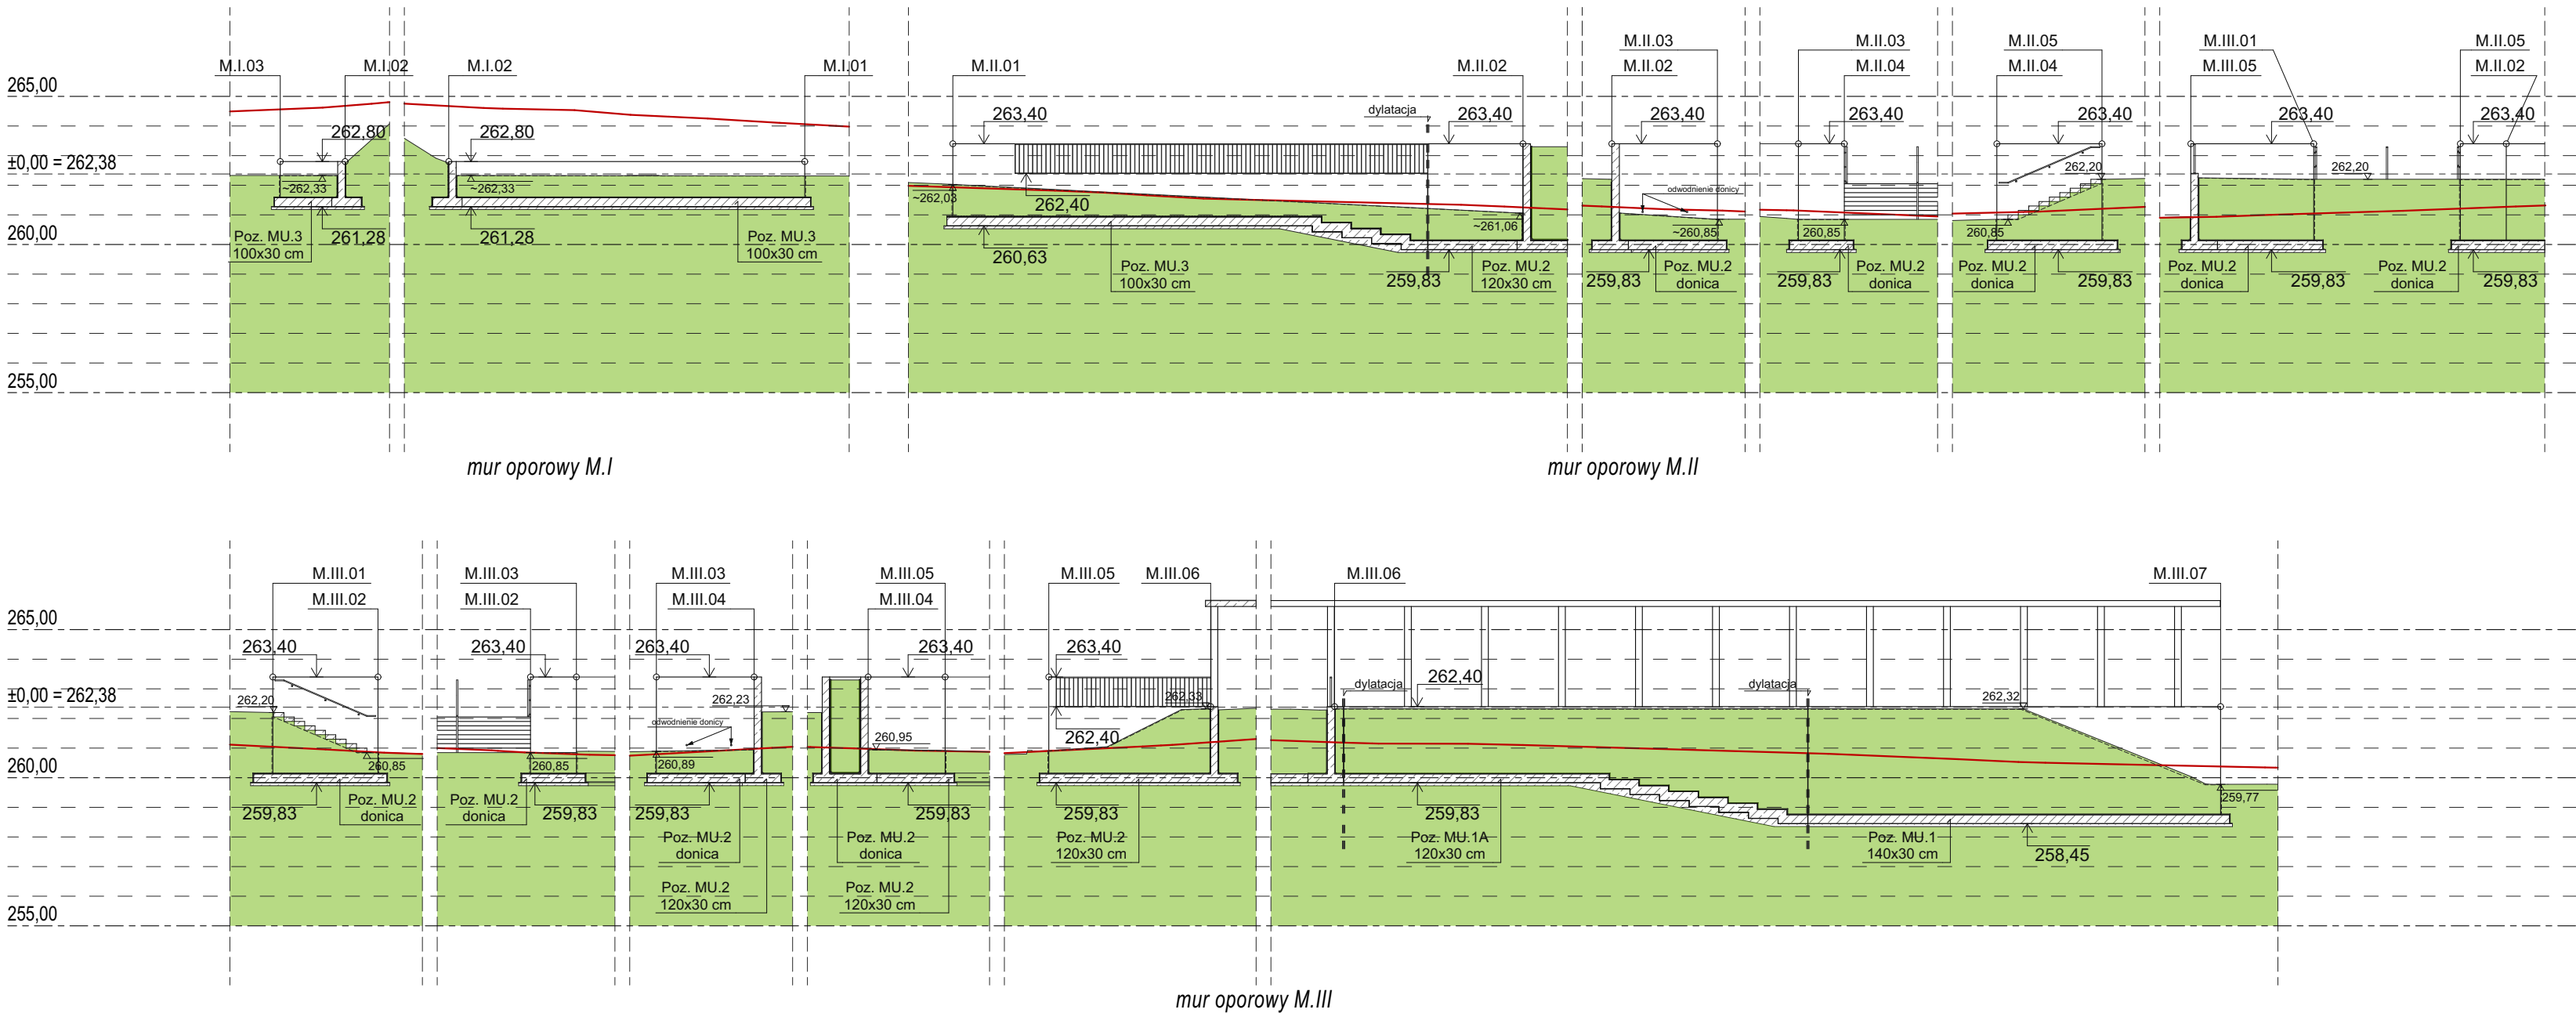 M.I.03
M.I.02
M.I.02
M.I.01
M.II.01
M.II.02
M.II.03
M.II.02
M.II.03
M.II.04
M.II.05
M.II.04
M.III.01
M.III.05
M.II.05
M.II.02
265,00
±0,00 = 262,38
260,00
255,00
262,80
~262,33
261,28
Poz. MU.3
100x30 cm
262,80
~262,33
261,28
Poz. MU.3
100x30 cm
263,40
dylatacja
263,40
~262,03
262,40
260,63
Poz. MU.3
100x30 cm
~261,06
259,83
Poz. MU.2
120x30 cm
263,40
odwodnienie donicy
~260,85
259,83
Poz. MU.2
donica
263,40
260,85
259,83
Poz. MU.2
donica
263,40
262,20
260,85
Poz. MU.2
donica
259,83
263,40
262,20
Poz. MU.2
donica
259,83
263,40
Poz. MU.2
donica
259,83
mur oporowy M.I
mur oporowy M.II
M.III.01
M.III.02
M.III.03
M.III.02
M.III.03
M.III.04
M.III.05
M.III.04
M.III.05
M.III.06
M.III.06
M.III.07
265,00
±0,00 = 262,38
260,00
255,00
263,40
262,20
260,85
259,83
Poz. MU.2
donica
263,40
260,85
Poz. MU.2
donica
259,83
263,40
262,23
odwodnienie donicy
260,89
259,83
Poz. MU.2
donica
Poz. MU.2
120x30 cm
263,40
260,95
259,83
Poz. MU.2
donica
Poz. MU.2
120x30 cm
263,40
262,33
262,40
259,83
Poz. MU.2
120x30 cm
dylatacja
262,40
dylatacja
262,32
259,77
259,83
Poz. MU.1A
120x30 cm
Poz. MU.1
140x30 cm
258,45
mur oporowy M.III